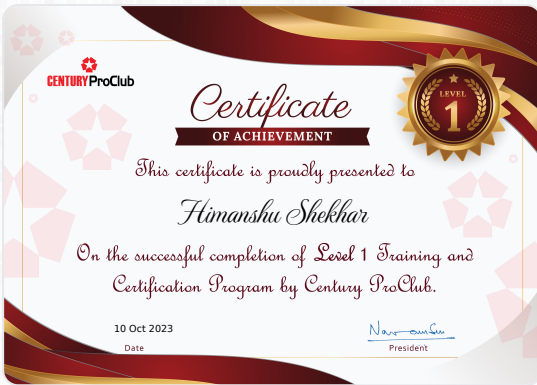 CENTURY ProClub
Certificate
OF ACHIEVEMENT
LEVEL
1
This certificate is proudly presented to
Himanshu Shekhar
On the successful completion of Level 1 Training and
Certification Program by Century ProClub.
10 Oct 2023
Date
President